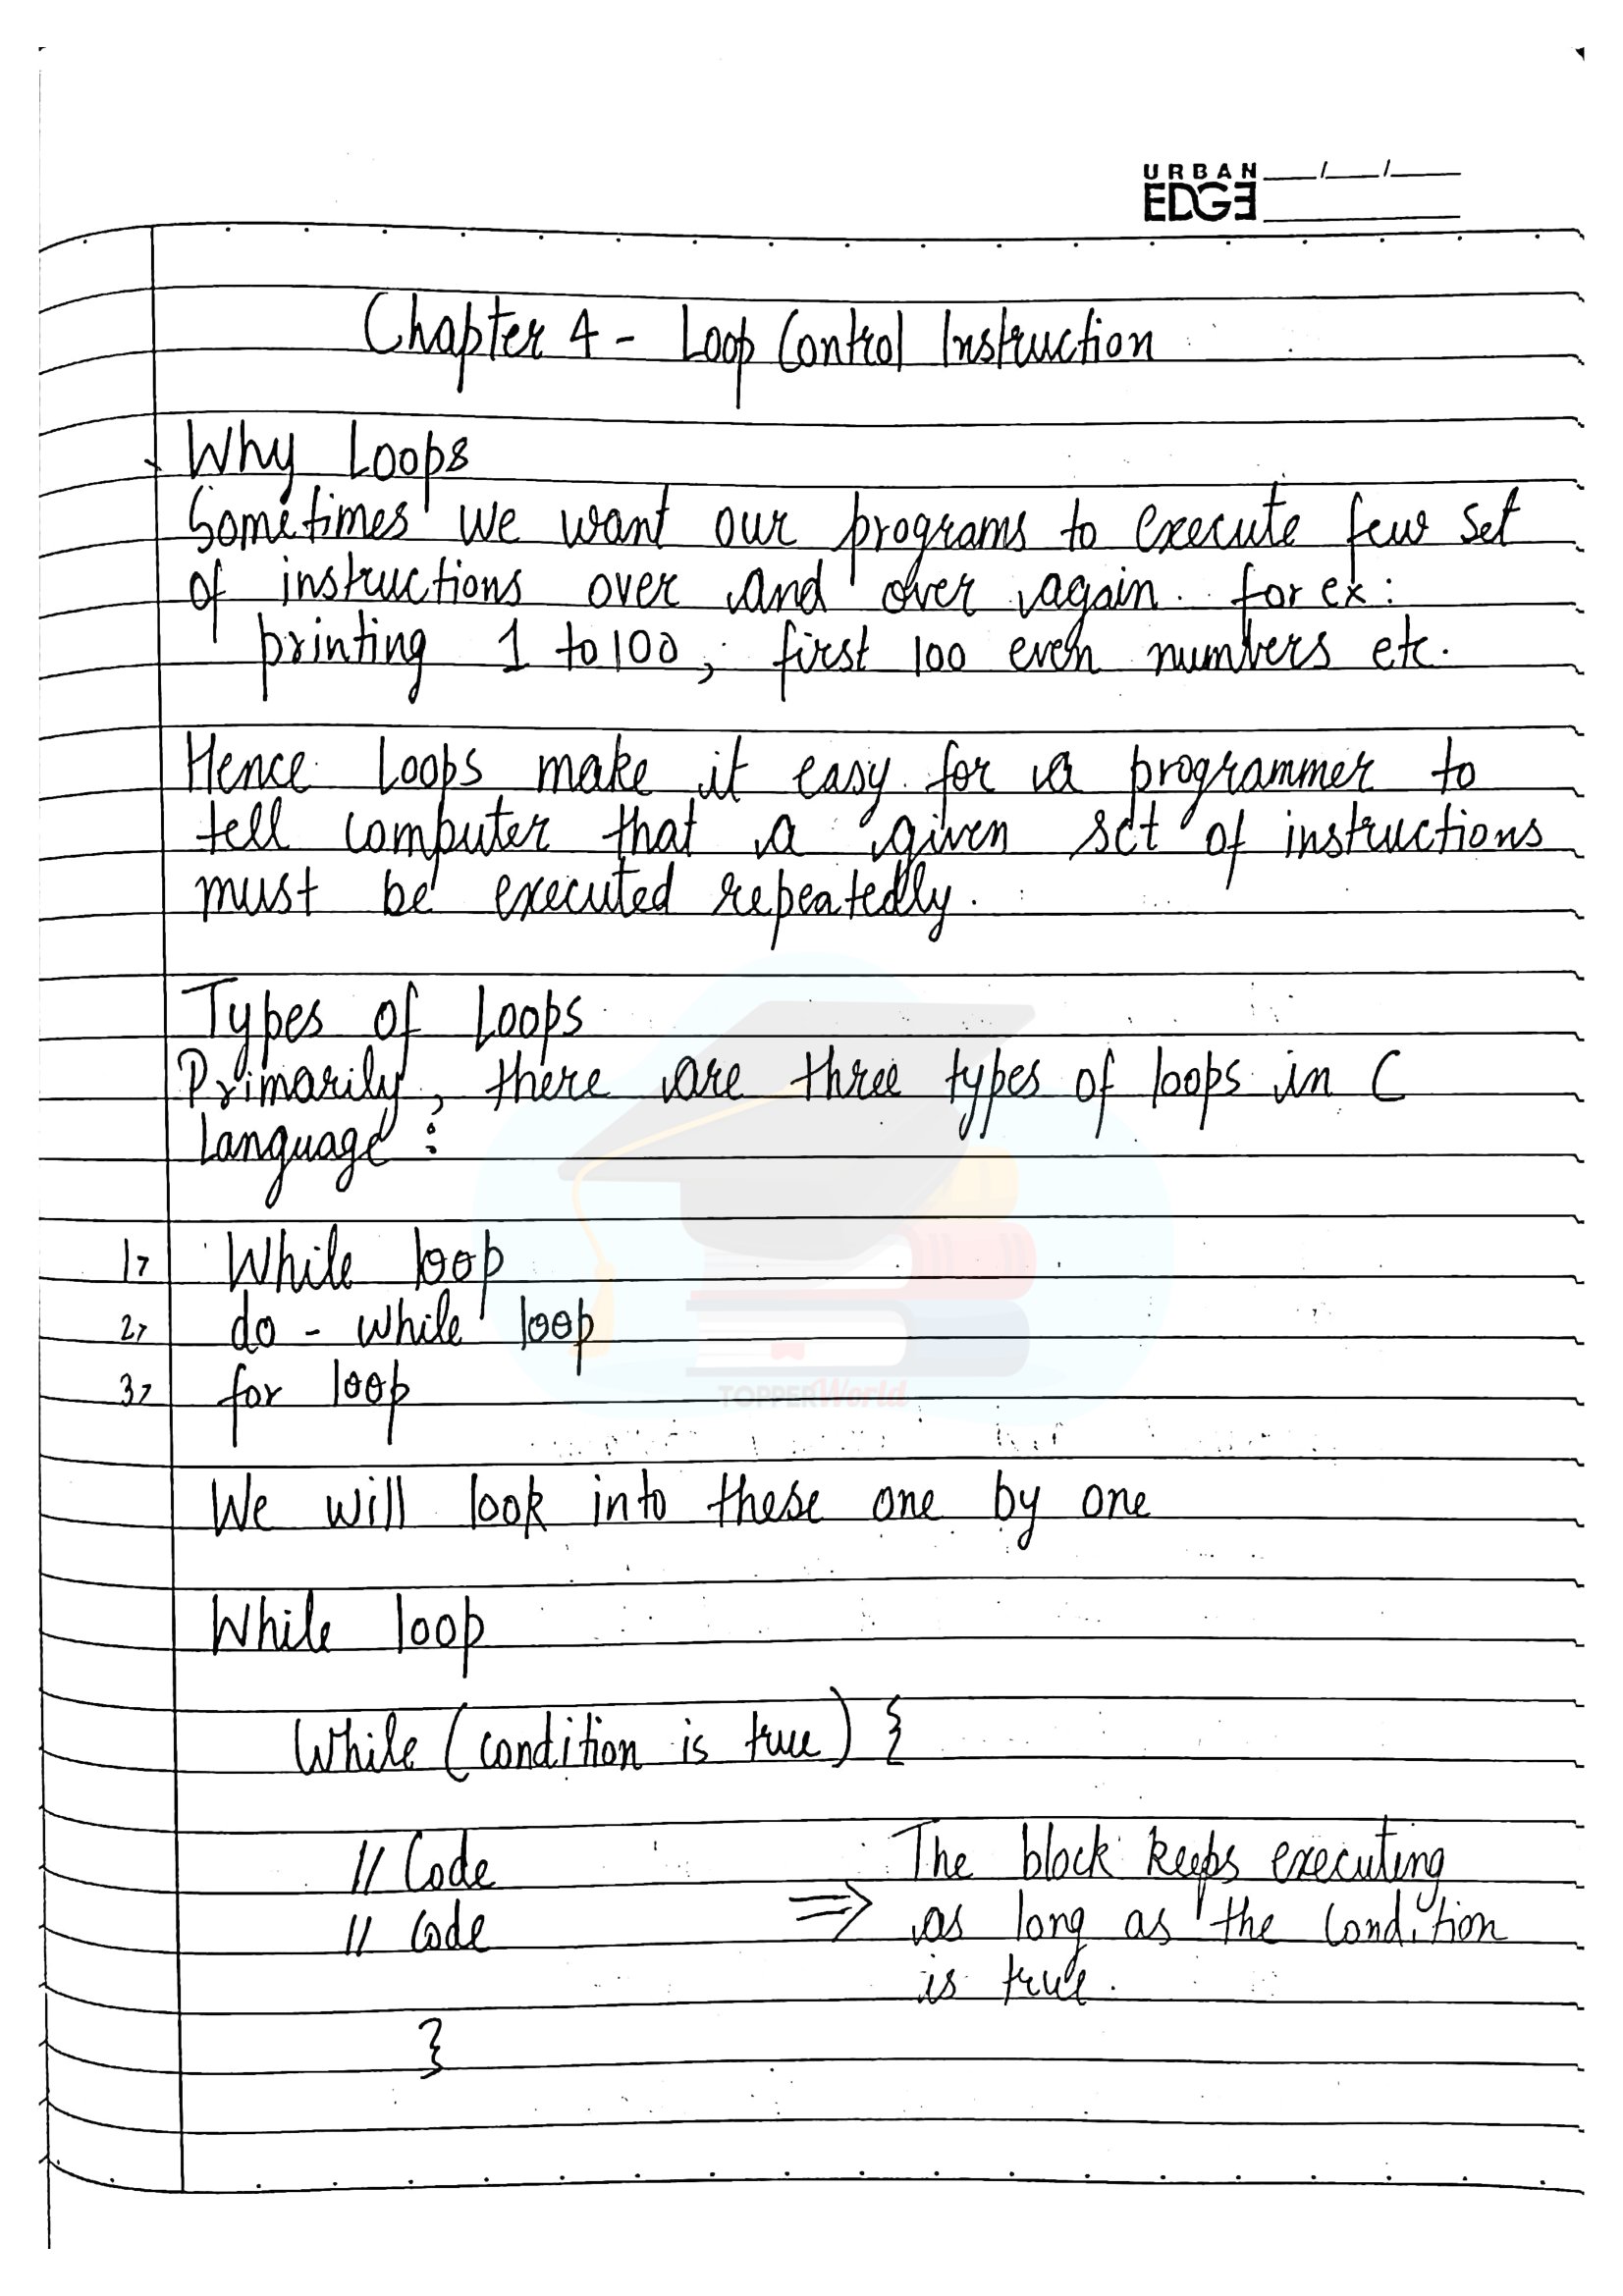 URBAN
EDGE
Chapter 4 - Loop Control Instruction
Why Loops
Sometimes we want our programs to execute few set
of instructions over and over again. for ex:
printing 1 to 100, first 100 even numbers etc.
Hence loops make it easy for a programmer to
tell computer that a given set of instructions
must be executed repeatedly.
Types of Loops
Primarily, there are three types of loops in C
Language :
1> While loop
2> do - while loop
3> for loop
TOPPERWorld
We will look into these one by one
While loop
While (condition is true) {
// Code The block keeps executing
// Code ⇒ as long as the condition
is true.
}